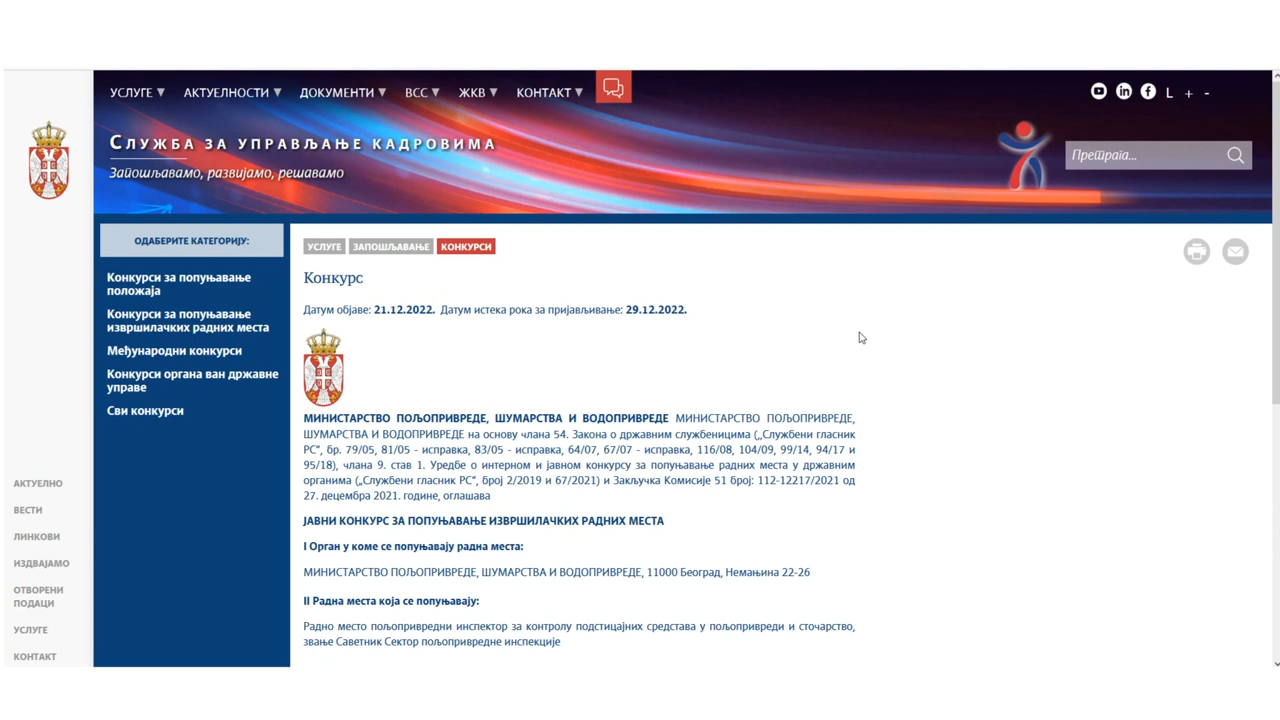 УСЛУГЕ АКТУЕЛНОСТИ ДОКУМЕНТИ ВСС ЖКВ КОНТАКТ L + -
СЛУЖБА ЗА УПРАВЉАЊЕ КАДРОВИМА
Запошљавамо, развијамо, решавамо
Претрага...
ОДАБЕРИТЕ КАТЕГОРИЈУ:
Конкурси за попуњавање
положаја
Конкурси за попуњавање
извршилачких радних места
Међународни конкурси
Конкурси органа ван државне
управе
Сви конкурси
АКТУЕЛНО
ВЕСТИ
ЛИНКОВИ
ИЗДВАЈАМО
ОТВОРЕНИ
ПОДАЦИ
УСЛУГЕ
КОНТАКТ
УСЛУГЕ ЗАПОШЉАВАЊЕ КОНКУРСИ
Конкурс
Датум објаве: 21.12.2022. Датум истека рока за пријављивање: 29.12.2022.
МИНИСТАРСТВО ПОЉОПРИВРЕДЕ, ШУМАРСТВА И ВОДОПРИВРЕДЕ МИНИСТАРСТВО ПОЉОПРИВРЕДЕ,
ШУМАРСТВА И ВОДОПРИВРЕДЕ на основу члана 54. Закона о државним службеницима („Службени гласник
РС“, бр. 79/05, 81/05 - исправка, 83/05 - исправка, 64/07, 67/07 - исправка, 116/08, 104/09, 99/14, 94/17 и
95/18), члана 9. став 1. Уредбе о интерном и јавном конкурсу за попуњавање радних места у државним
органима („Службени гласник РС“, број 2/2019 и 67/2021) и Закључка Комисије 51 број: 112-12217/2021 од
27. децембра 2021. године, оглашава
ЈАВНИ КОНКУРС ЗА ПОПУЊАВАЊЕ ИЗВРШИЛАЧКИХ РАДНИХ МЕСТА
I Орган у коме се попуњавају радна места:
МИНИСТАРСТВО ПОЉОПРИВРЕДЕ, ШУМАРСТВА И ВОДОПРИВРЕДЕ, 11000 Београд, Немањина 22-26
II Радна места која се попуњавају:
Радно место пољопривредни инспектор за контролу подстицајних средстава у пољопривреди и сточарство,
звање Саветник Сектор пољопривредне инспекције